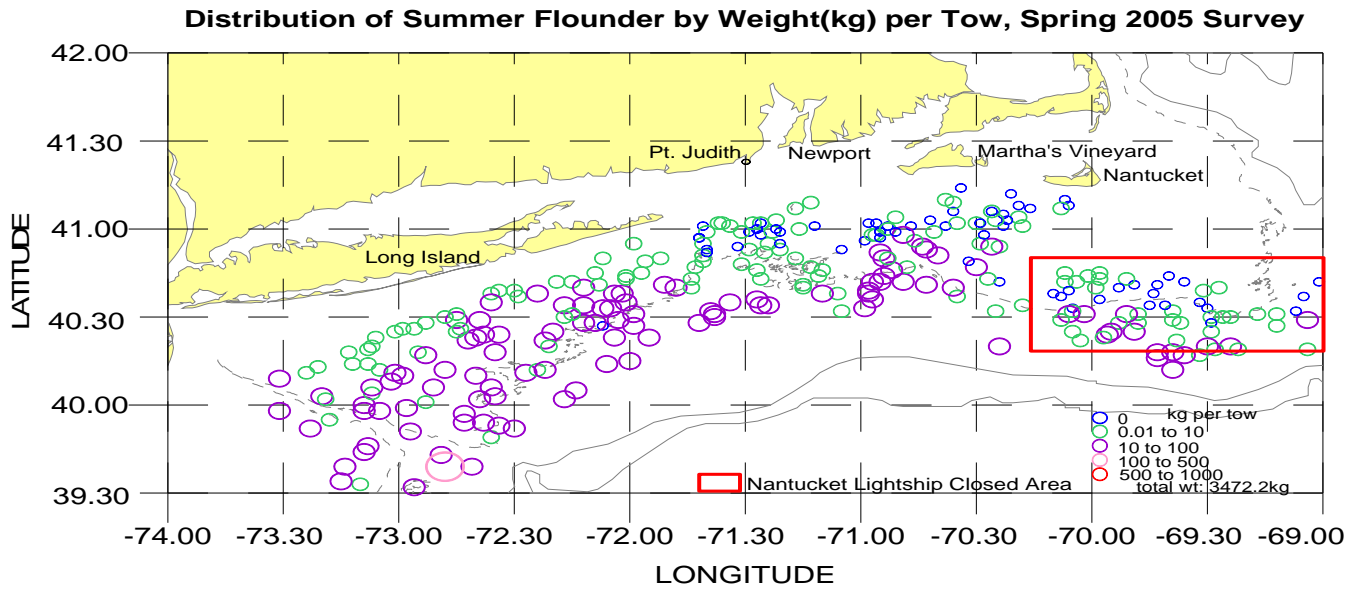 Distribution of Summer Flounder by Weight(kg) per Tow, Spring 2005 Survey
42.00
41.30
41.00
40.30
40.00
39.30
LATITUDE
Pt. Judith
Newport
Martha's Vineyard
Nantucket
Long Island
kg per tow
0
0.01 to 10
10 to 100
100 to 500
500 to 1000
total wt: 3472.2kg
Nantucket Lightship Closed Area
-74.00 -73.30 -73.00 -72.30 -72.00 -71.30 -71.00 -70.30 -70.00 -69.30 -69.00
LONGITUDE